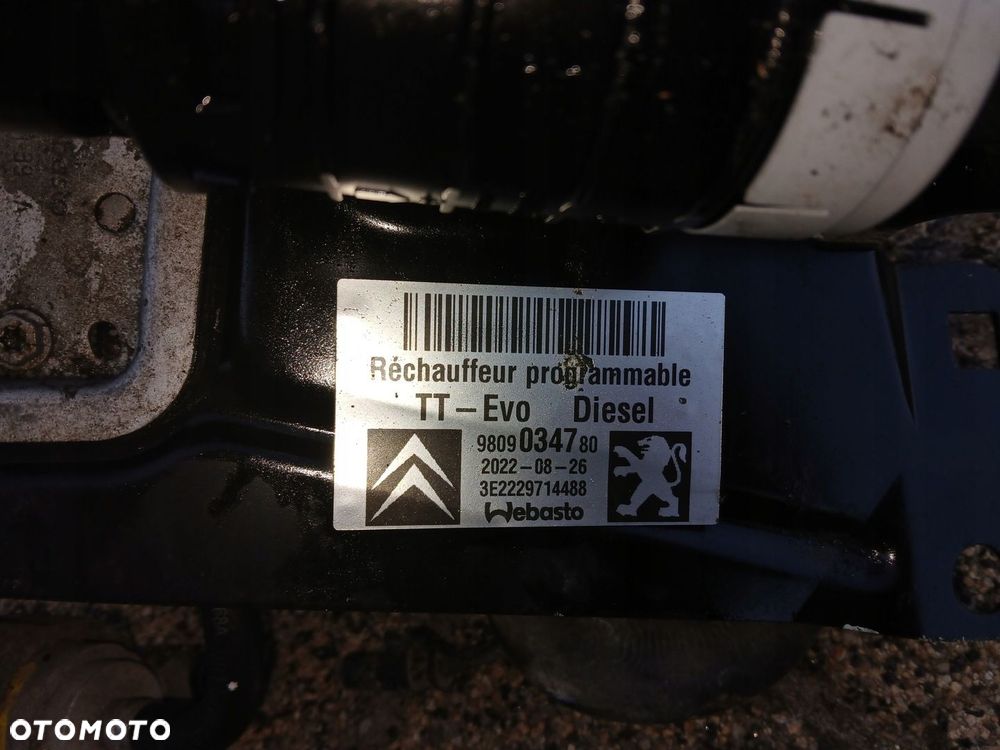 Réchauffeur programmable
TT-Evo Diesel
9809034780
2022-08-26
3E2229714488
Webasto
OTOMOTO